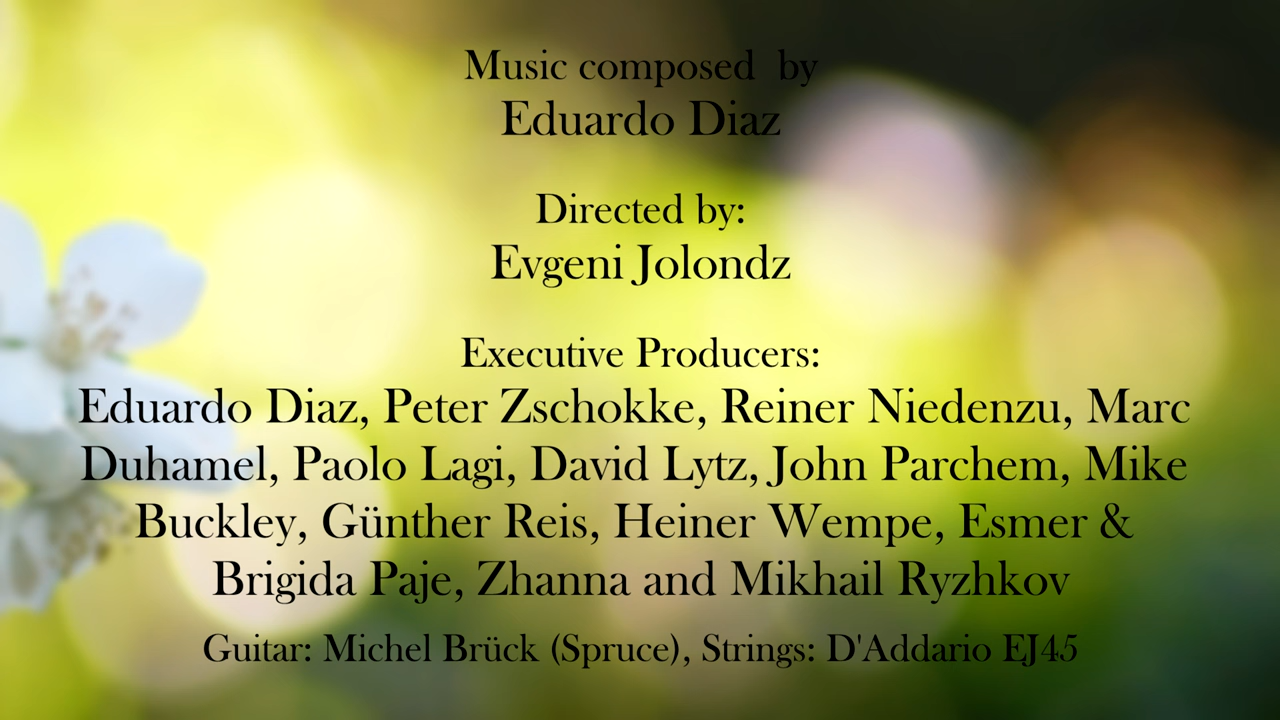 Music composed by
Eduardo Diaz
Directed by:
Evgeni Jolondz
Executive Producers:
Eduardo Diaz, Peter Zschokke, Reiner Niedenzu, Marc
Duhamel, Paolo Lagi, David Lytz, John Parchem, Mike
Buckley, Günther Reis, Heiner Wempe, Esmer &
Brigida Paje, Zhanna and Mikhail Ryzhkov
Guitar: Michel Brück (Spruce), Strings: D'Addario EJ45